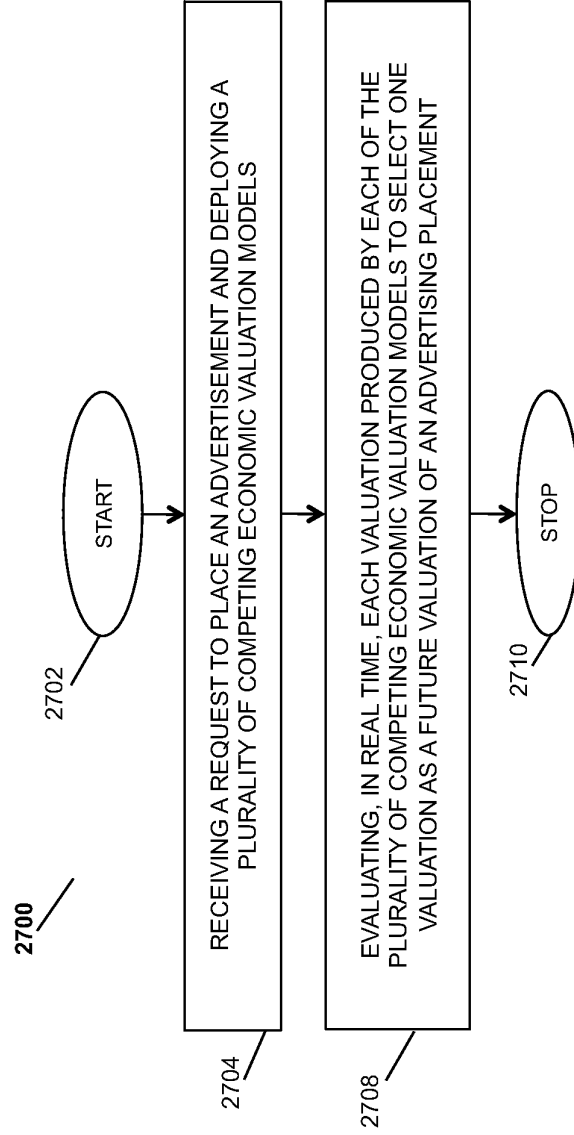 2700
2702
START
2704
RECEIVING A REQUEST TO PLACE AN ADVERTISEMENT AND DEPLOYING A
PLURALITY OF COMPETING ECONOMIC VALUATION MODELS
2708
EVALUATING, IN REAL TIME, EACH VALUATION PRODUCED BY EACH OF THE
PLURALITY OF COMPETING ECONOMIC VALUATION MODELS TO SELECT ONE
VALUATION AS A FUTURE VALUATION OF AN ADVERTISING PLACEMENT
2710
STOP